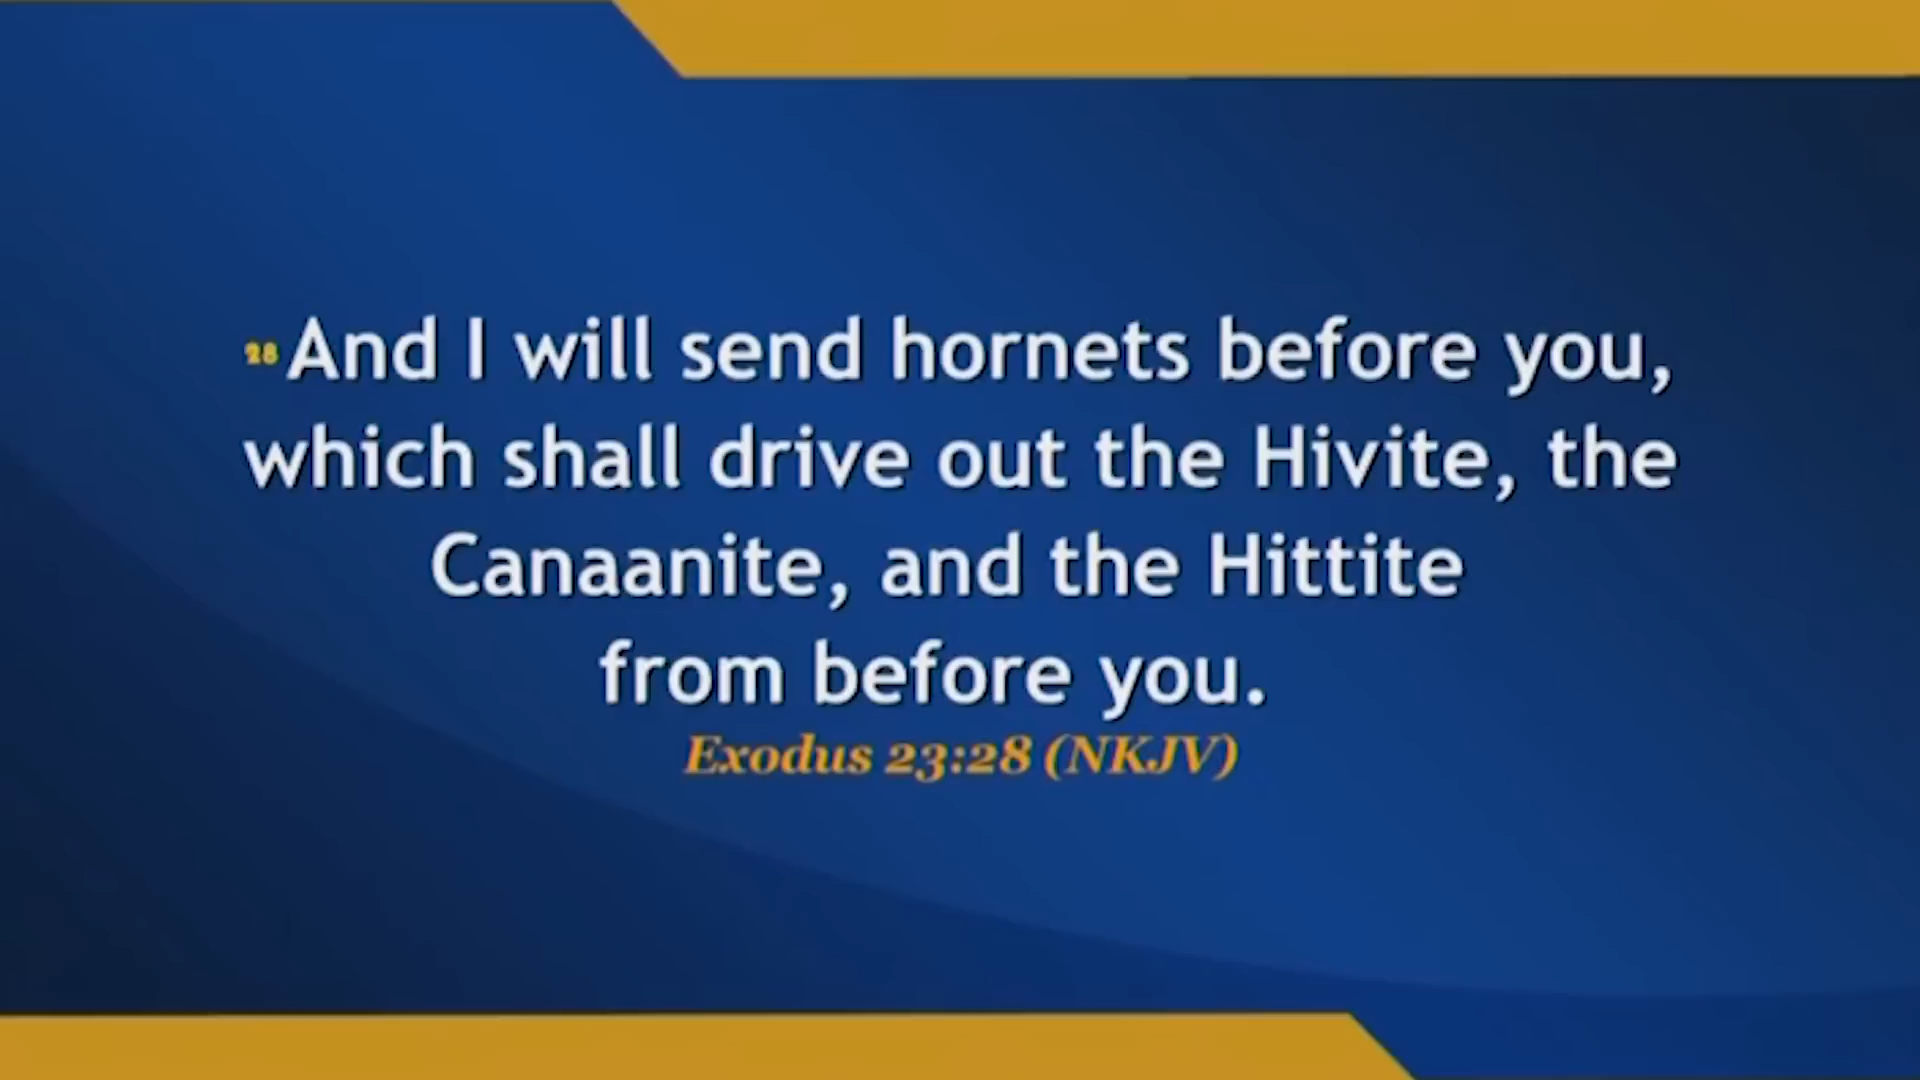 28 And I will send hornets before you,
which shall drive out the Hivite, the
Canaanite, and the Hittite
from before you.
Exodus 23:28 (NKJV)